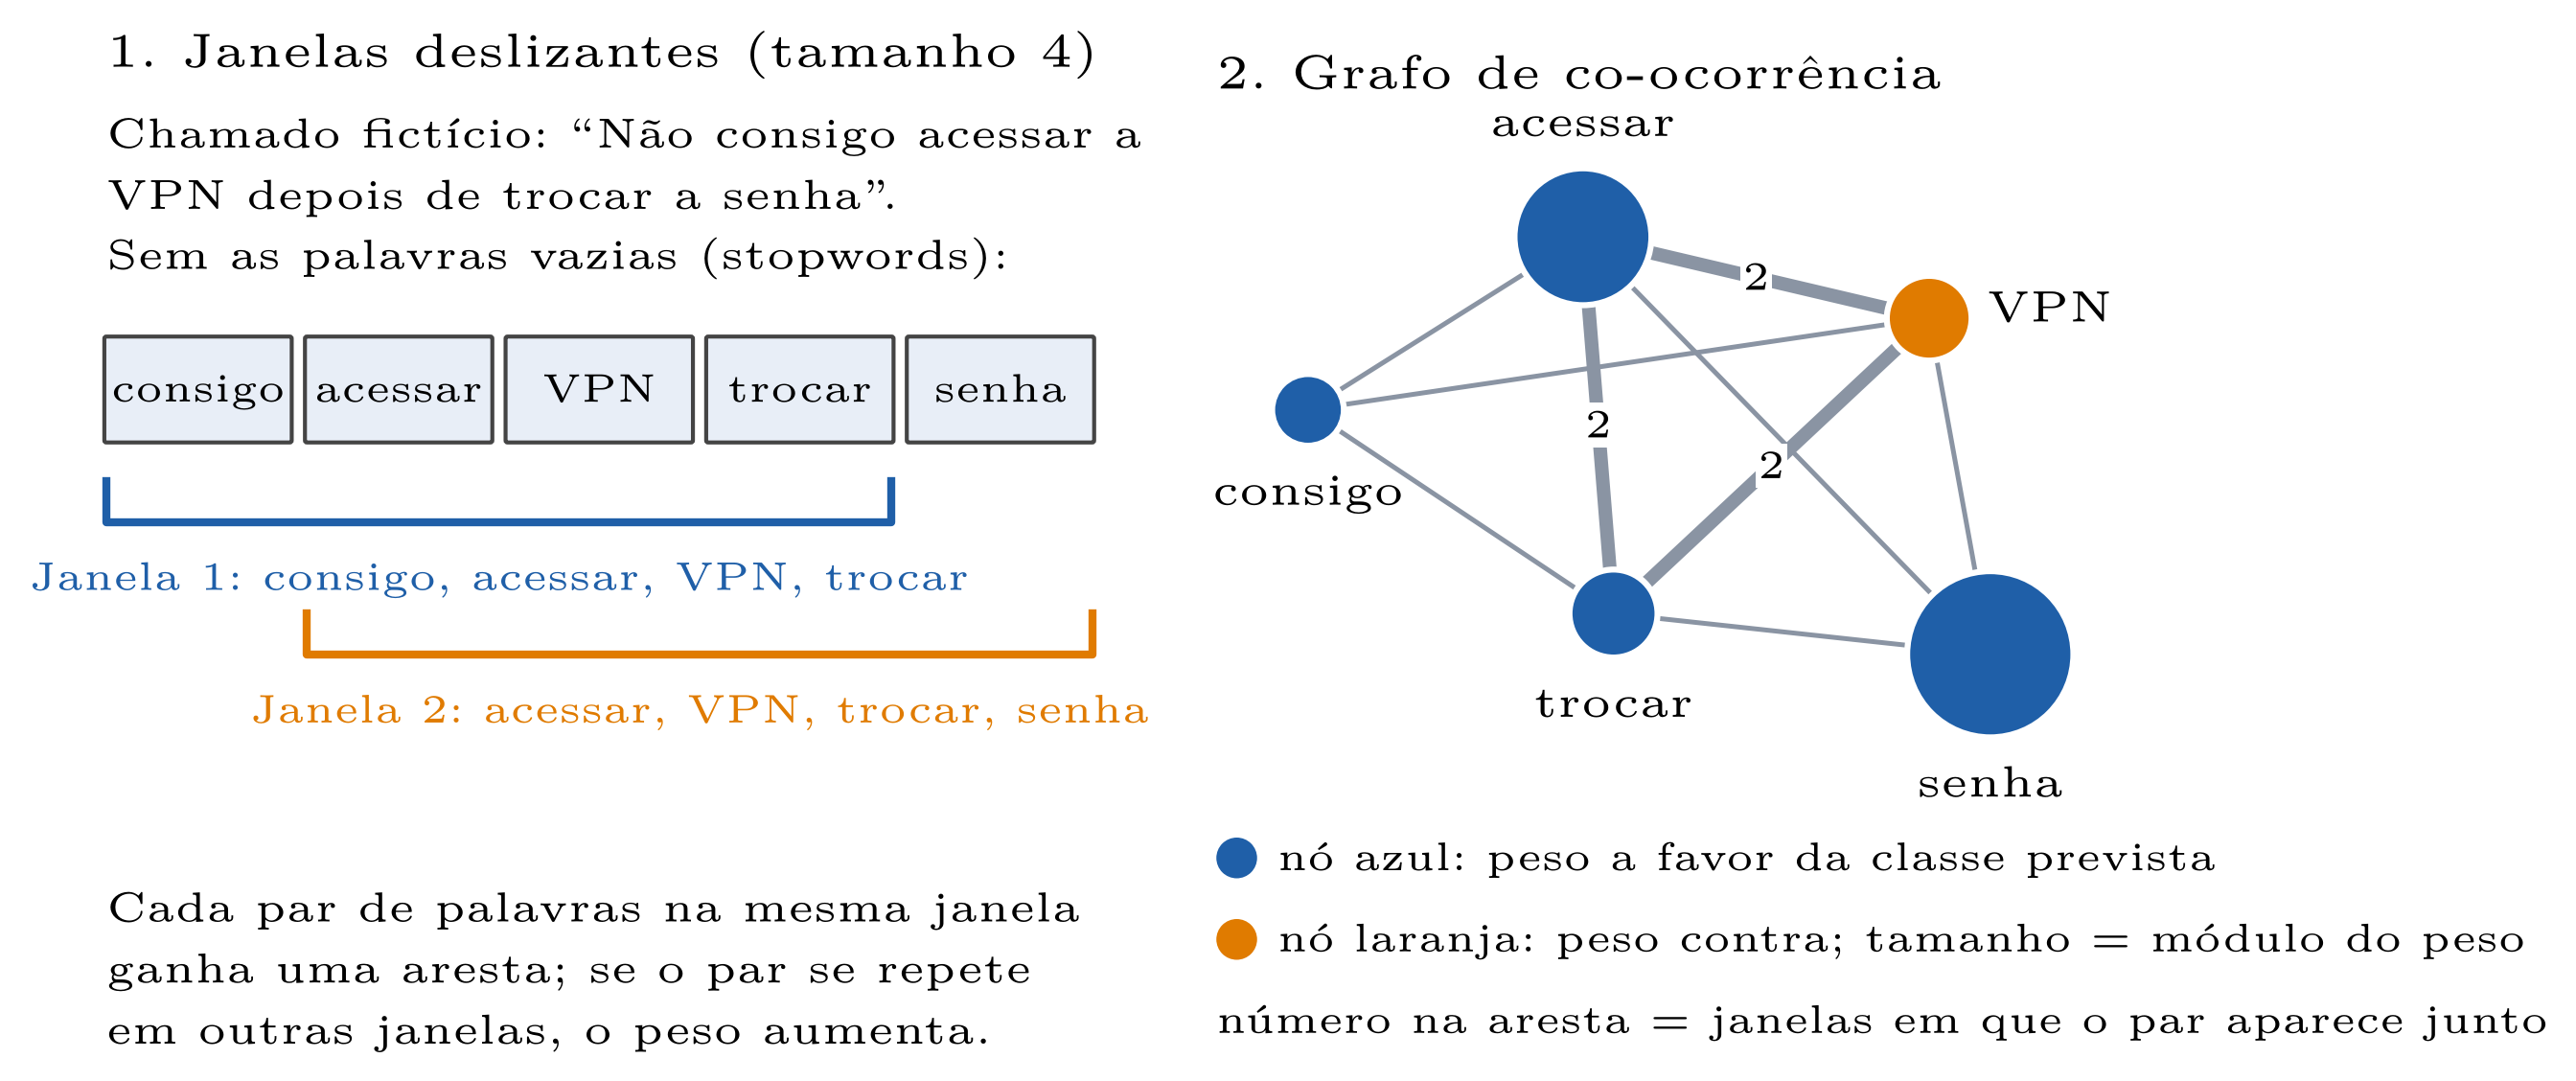 1. Janelas deslizantes (tamanho 4)
Chamado fictício: “Não consigo acessar a
VPN depois de trocar a senha”.
Sem as palavras vazias (stopwords):
consigo acessar VPN trocar senha
Janela 1: consigo, acessar, VPN, trocar
Janela 2: acessar, VPN, trocar, senha
Cada par de palavras na mesma janela
ganha uma aresta; se o par se repete
em outras janelas, o peso aumenta.
2. Grafo de co-ocorrência
acessar
2
VPN
2
2
consigo
trocar
senha
nó azul: peso a favor da classe prevista
nó laranja: peso contra; tamanho = módulo do peso
número na aresta = janelas em que o par aparece junto